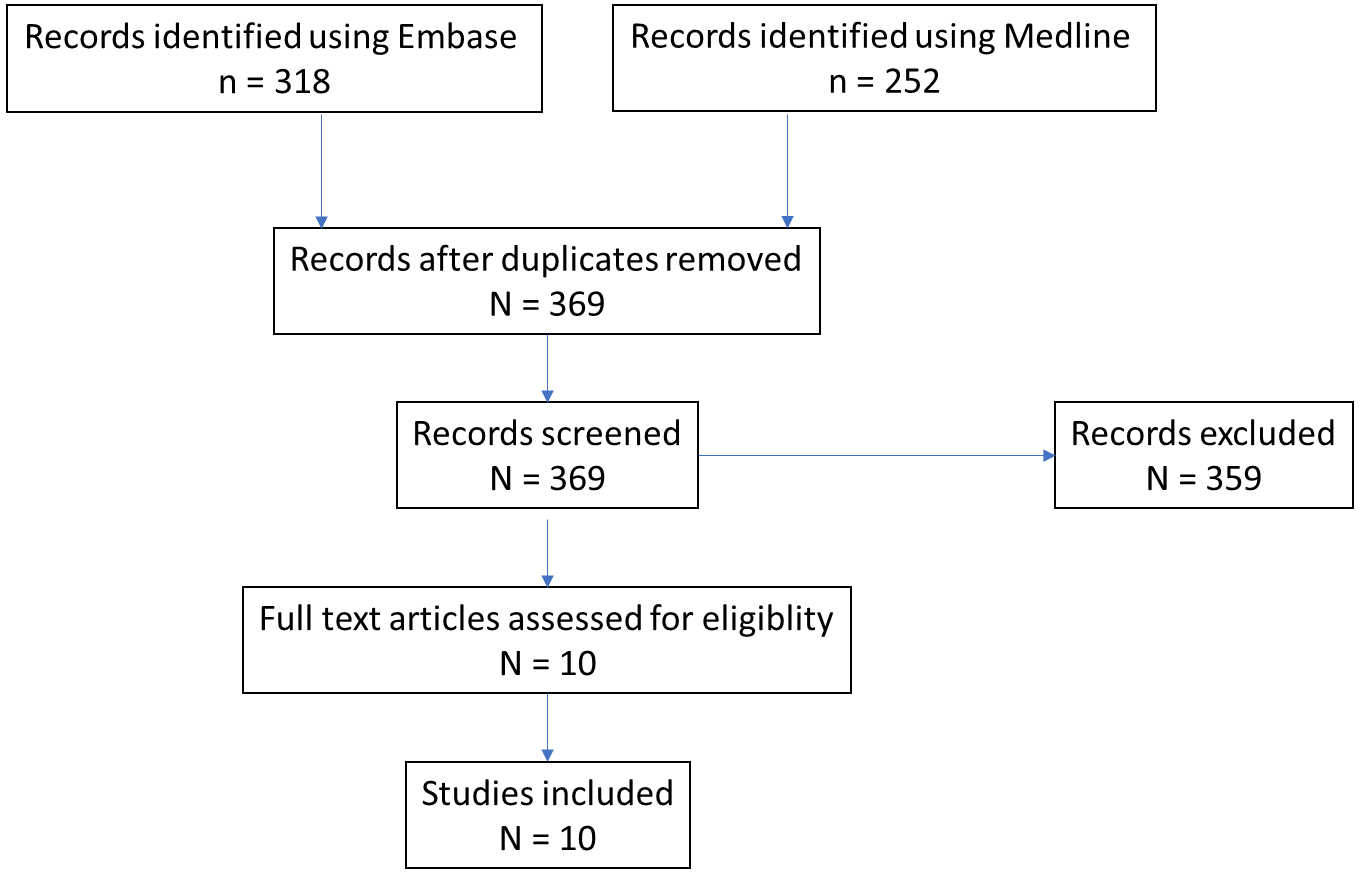 Records identified using Embase
n = 318
Records identified using Medline
n = 252
Records after duplicates removed
N = 369
Records screened
N = 369
Records excluded
N = 359
Full text articles assessed for eligiblity
N = 10
Studies included
N = 10